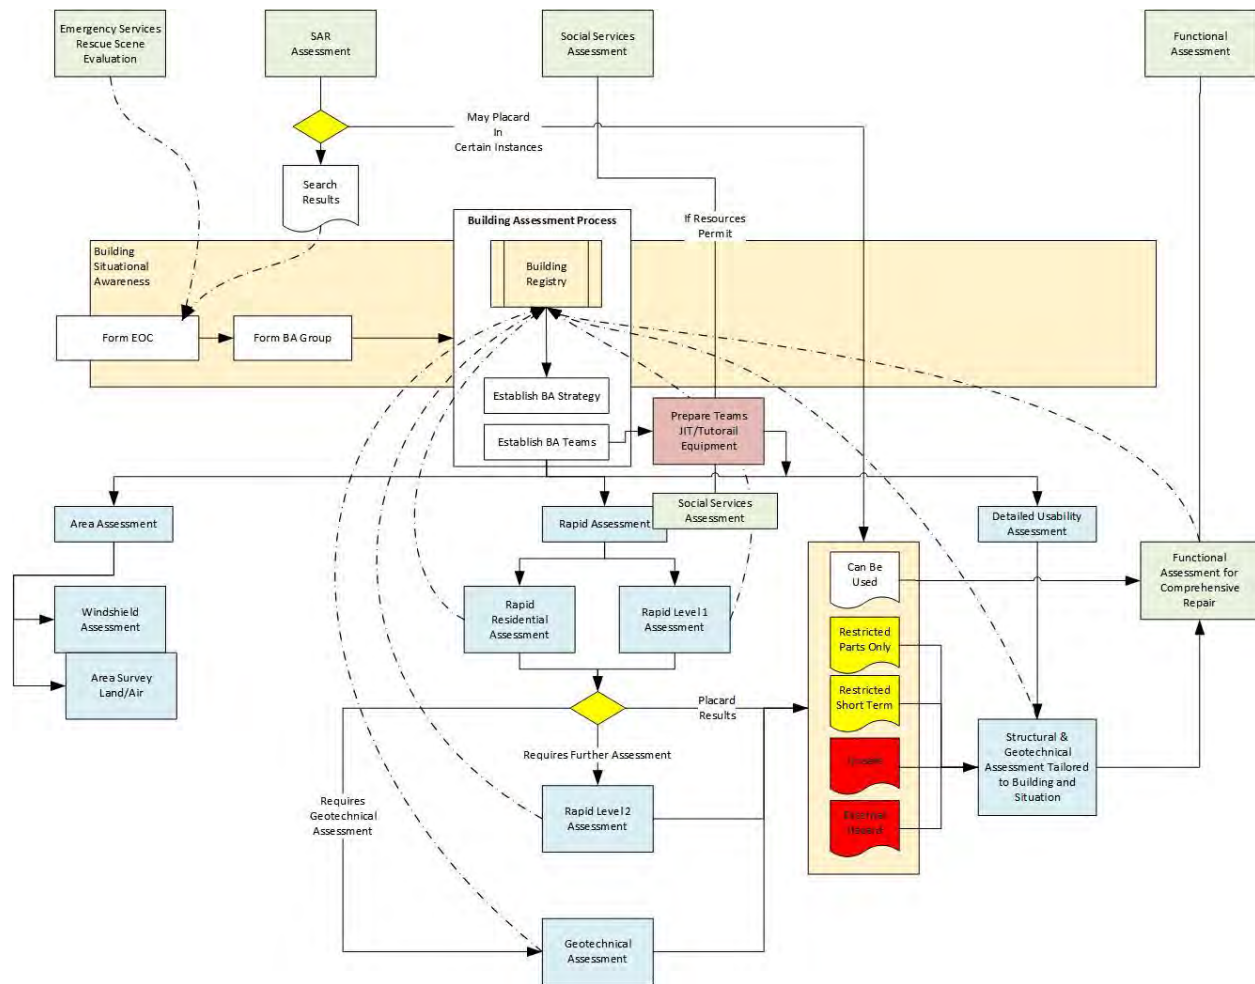 Emergency Services
Rescue Scene
Evaluation
SAR
Assessment
Social Services
Assessment
Functional
Assessment
May Placard
In
Certain Instances
Search
Results
Building Assessment Process
If Resources
Permit
Building
Situational
Awareness
Building
Registry
Form EOC
Form BA Group
Establish BA Strategy
Establish BA Teams
Prepare Teams
JIT/Tutorail
Equipment
Area Assessment
Rapid Assessment
Social Services
Assessment
Detailed Usability
Assessment
Can Be
Used
Functional
Assessment for
Comprehensive
Repair
Windshield
Assessment
Rapid
Residential
Assessment
Rapid Level 1
Assessment
Area Survey
Land/Air
Restricted
Parts Only
Restricted
Short Term
Placard
Results
Requires Further Assessment
Structural &
Geotechnical
Assessment Tailored
to Building and
Situation
Unsafe
Requires
Geotechnical
Assessment
Rapid Level 2
Assessment
External
Hazard
Geotechnical
Assessment